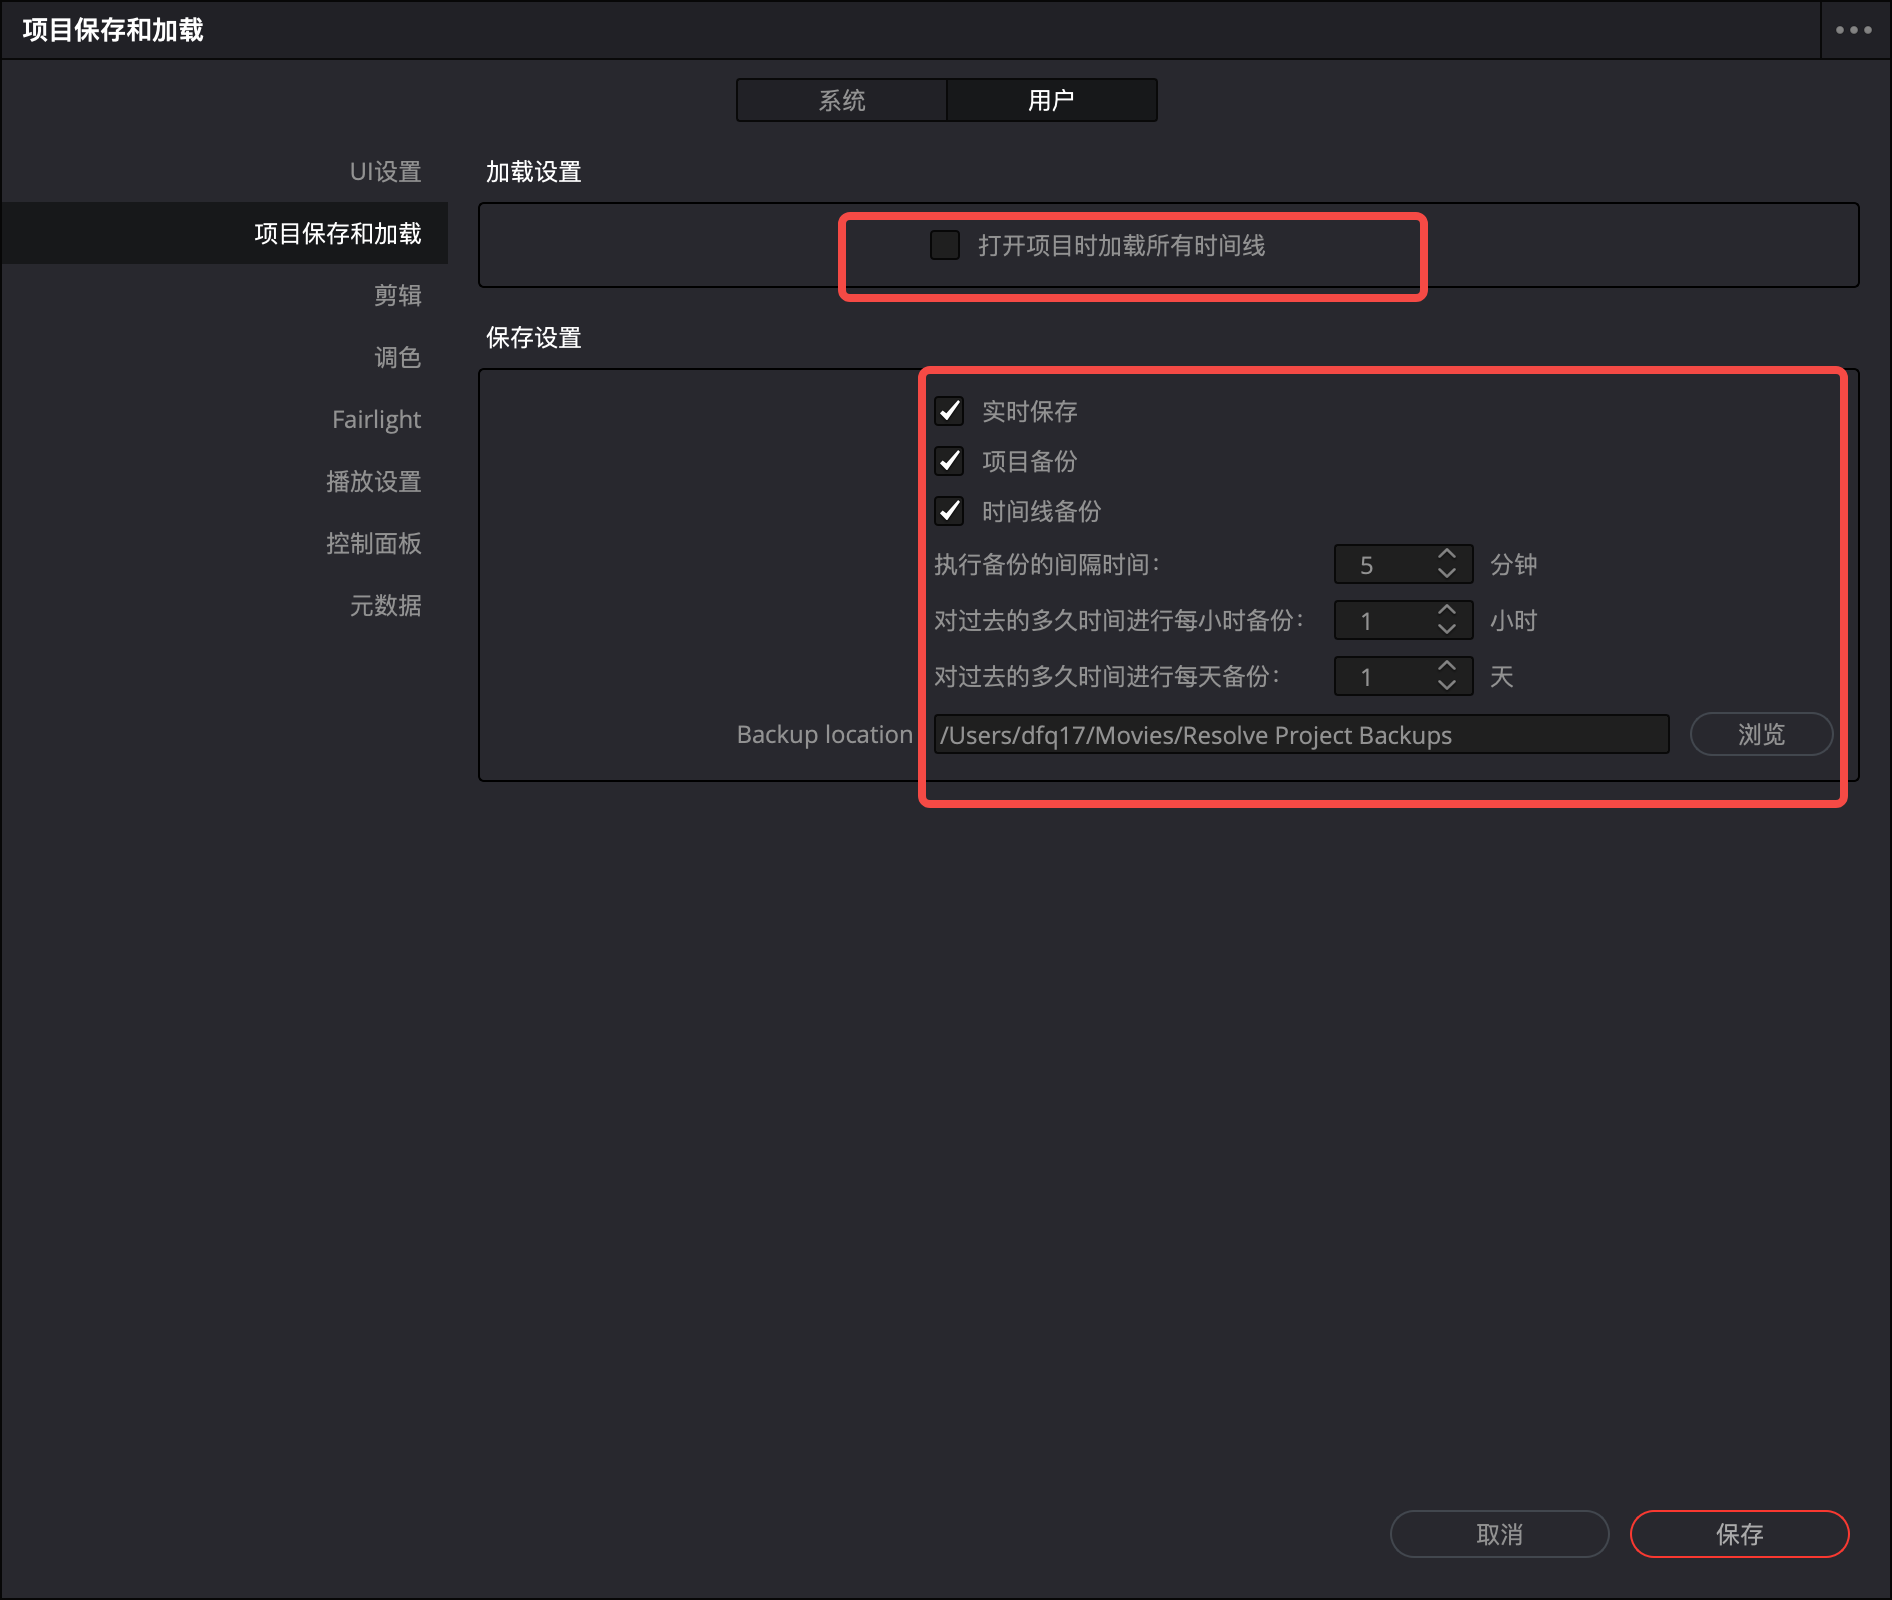 项目保存和加载
系统
用户
UI设置
项目保存和加载
剪辑
调色
Fairlight
播放设置
控制面板
元数据
加载设置
打开项目时加载所有时间线
保存设置
实时保存
项目备份
时间线备份
执行备份的间隔时间： 5 分钟
对过去的多久时间进行每小时备份： 1 小时
对过去的多久时间进行每天备份： 1 天
Backup location /Users/dfq17/Movies/Resolve Project Backups 浏览
取消
保存